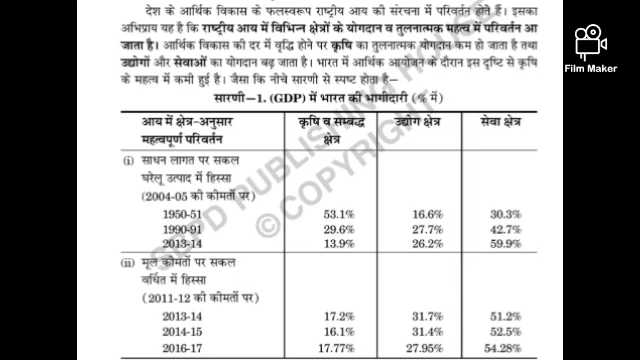 देश के आर्थिक विकास के फलस्वरूप राष्ट्रीय आय की संरचना में परिवर्तन होते हैं। इसका
अभिप्राय यह है कि राष्ट्रीय आय में विभिन्न क्षेत्रों के योगदान व तुलनात्मक महत्व में परिवर्तन आ
जाता है। आर्थिक विकास की दर में वृद्धि होने पर कृषि का तुलनात्मक योगदान कम हो जाता है तथा
उद्योगों और सेवाओं का योगदान बढ़ जाता है। भारत में आर्थिक आयोजन के दौरान इस दृष्टि से कृषि
के महत्व में कमी हुई है। जैसा कि नीचे सारणी से स्पष्ट होता है–
सारणी–1. (GDP) में भारत की भागीदारी (% में)
आय में क्षेत्र-अनुसार कृषि व सम्बद्ध उद्योग क्षेत्र सेवा क्षेत्र
महत्वपूर्ण परिवर्तन क्षेत्र
(i) साधन लागत पर सकल
घरेलू उत्पाद में हिस्सा
(2004-05 की कीमतों पर)
1950-51 53.1% 16.6% 30.3%
1990-91 29.6% 27.7% 42.7%
2013-14 13.9% 26.2% 59.9%
(ii) मूल कीमतों पर सकल
वर्धित में हिस्सा
(2011-12 की कीमतों पर)
2013-14 17.2% 31.7% 51.2%
2014-15 16.1% 31.4% 52.5%
2016-17 17.77% 27.95% 54.28%
SBPD PUBLISHING HOUSE
© COPYRIGHT
Film Maker